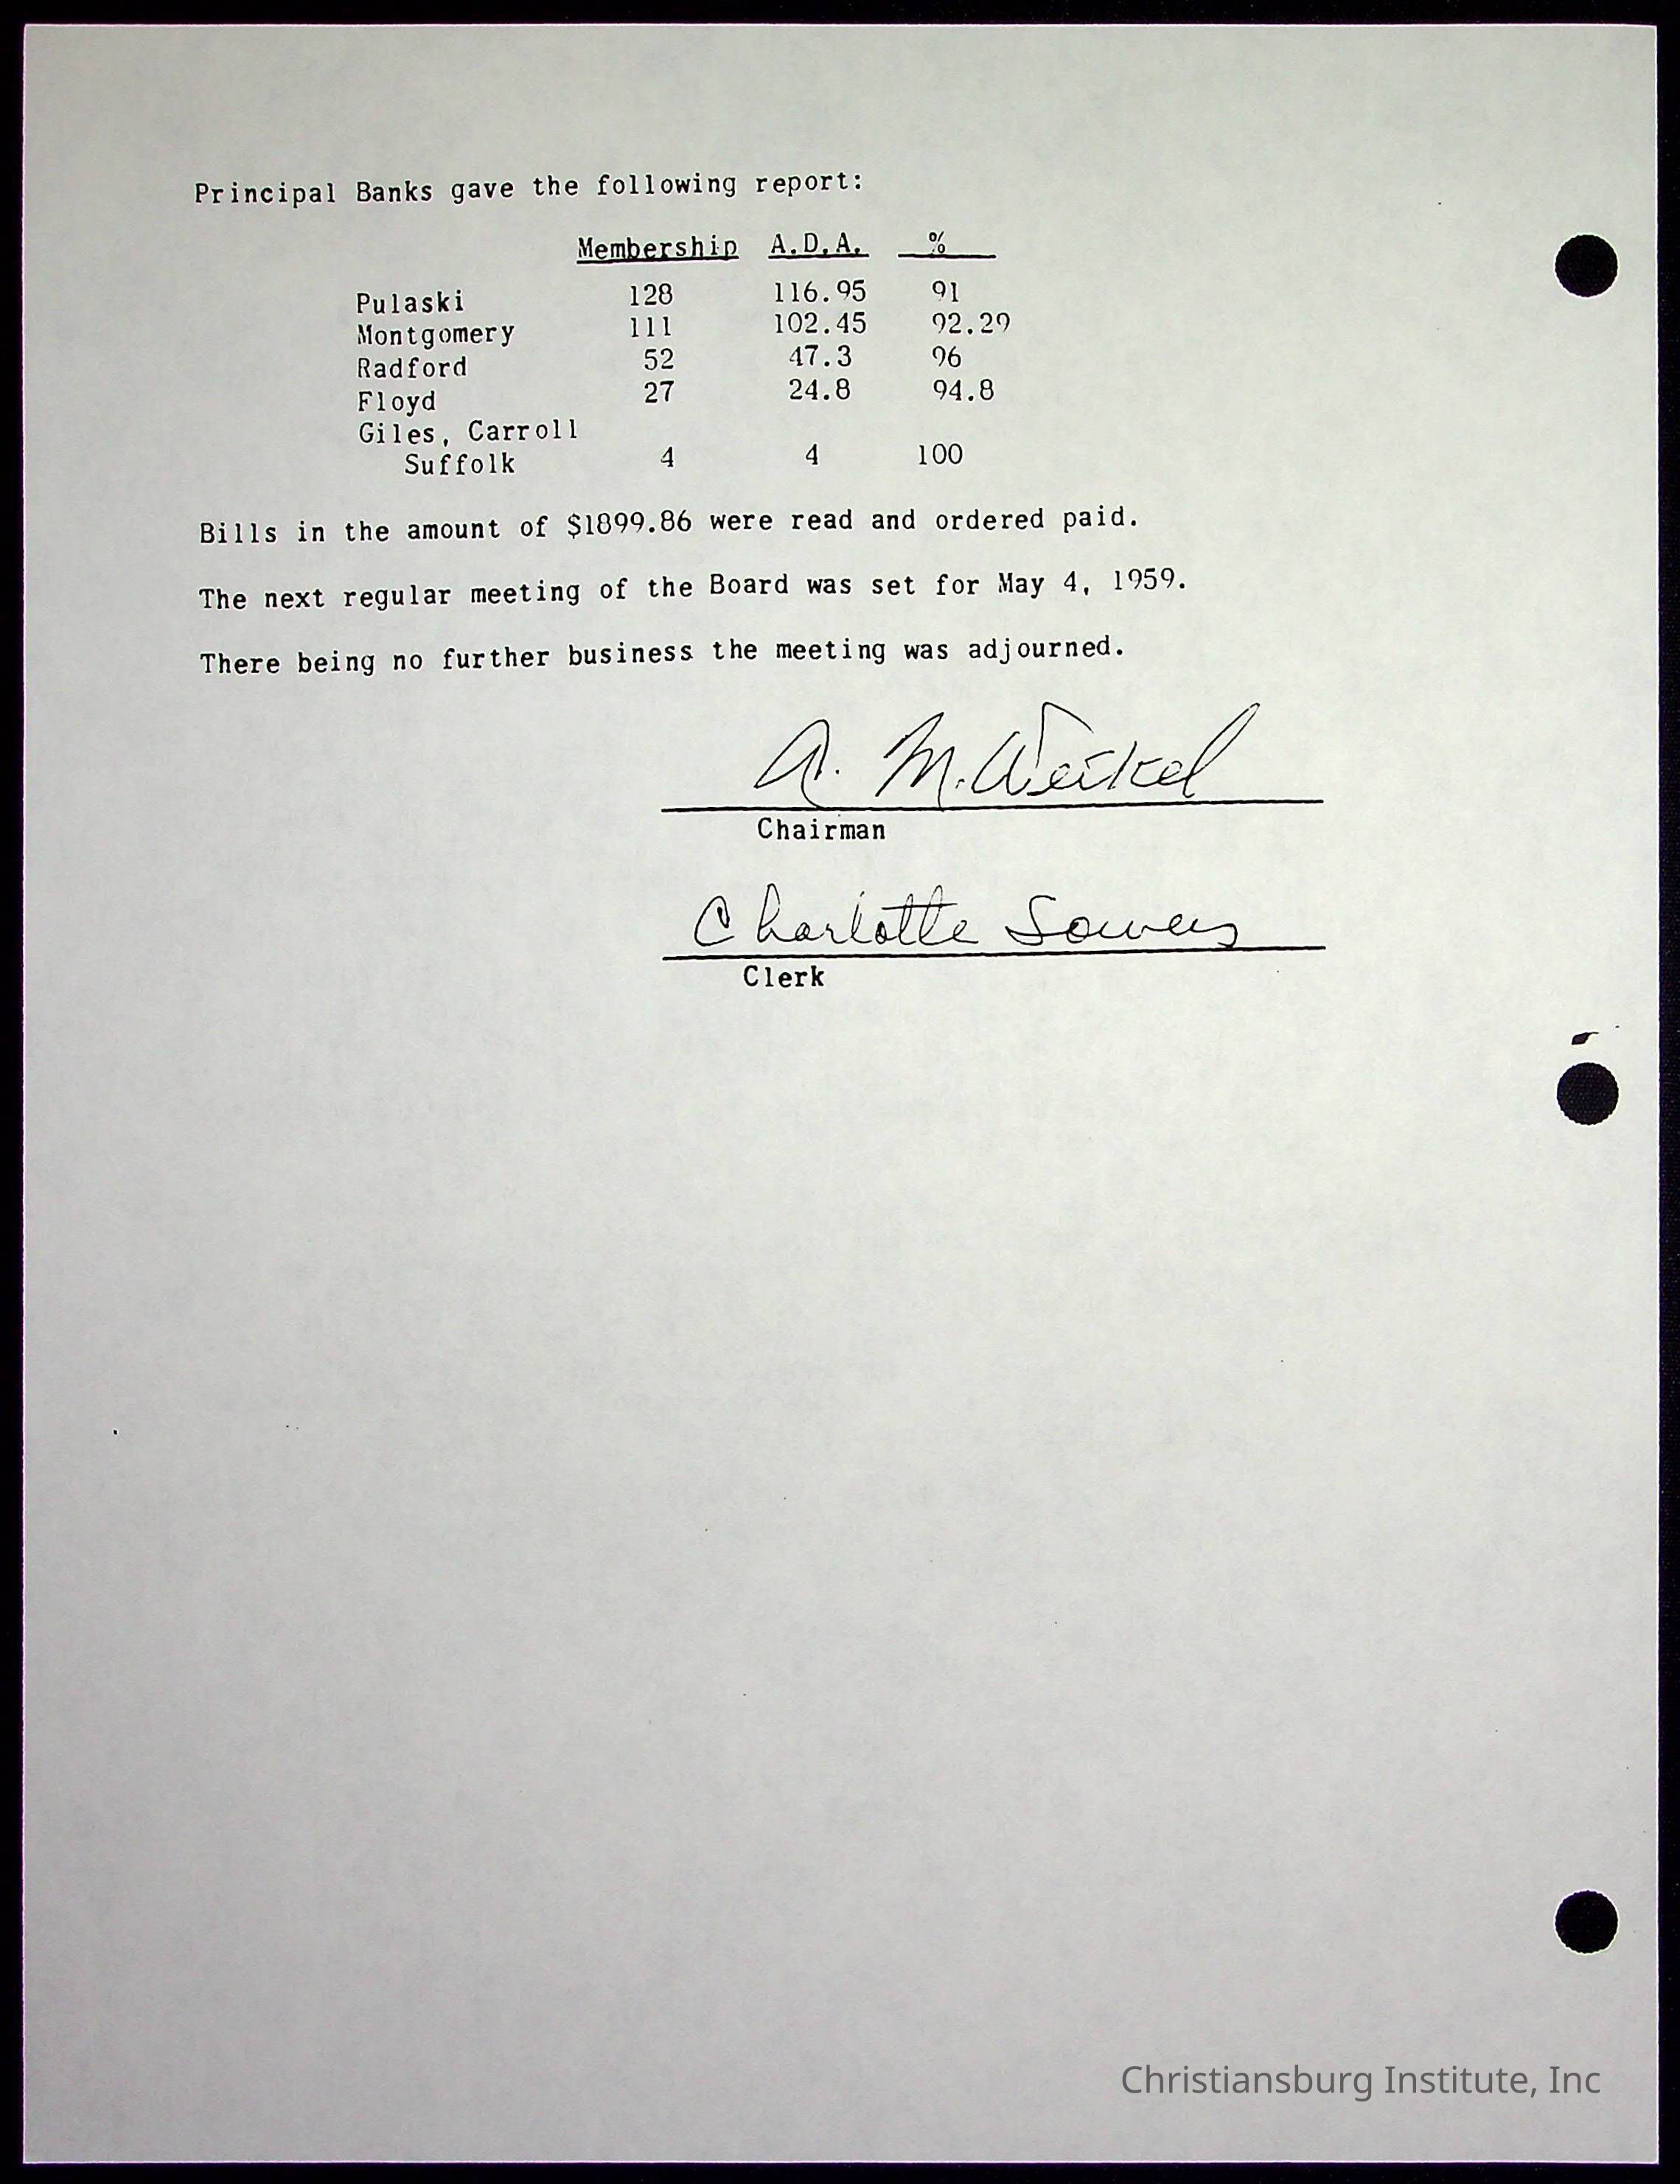 Principal Banks gave the following report:
Membership A.D.A. %
Pulaski 128 116.95 91
Montgomery 111 102.45 92.29
Radford 52 47.3 96
Floyd 27 24.8 94.8
Giles, Carroll
Suffolk 4 4 100
Bills in the amount of $1899.86 were read and ordered paid.
The next regular meeting of the Board was set for May 4, 1959.
There being no further business the meeting was adjourned.
A. M. Weikel
Chairman
Charlotte Sowers
Clerk
Christiansburg Institute, Inc